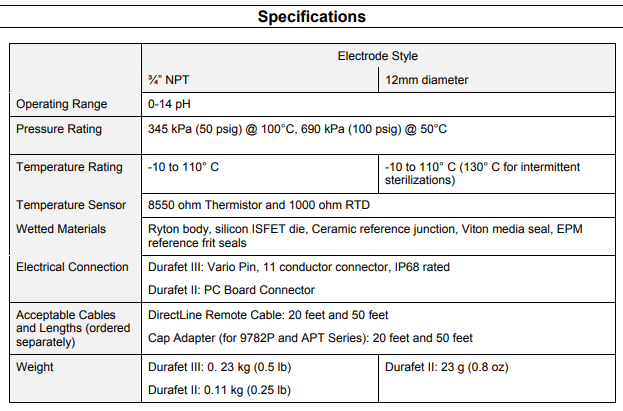 Specifications
Electrode Style
¾” NPT
12mm diameter
Operating Range
0-14 pH
Pressure Rating
345 kPa (50 psig) @ 100°C, 690 kPa (100 psig) @ 50°C
Temperature Rating
-10 to 110° C
-10 to 110° C (130° C for intermittent
sterilizations)
Temperature Sensor
8550 ohm Thermistor and 1000 ohm RTD
Wetted Materials
Ryton body, silicon ISFET die, Ceramic reference junction, Viton media seal, EPM
reference frit seals
Electrical Connection
Durafet III: Vario Pin, 11 conductor connector, IP68 rated
Durafet II: PC Board Connector
Acceptable Cables
and Lengths (ordered
separately)
DirectLine Remote Cable: 20 feet and 50 feet
Cap Adapter (for 9782P and APT Series): 20 feet and 50 feet
Weight
Durafet III: 0. 23 kg (0.5 lb)
Durafet II: 0.11 kg (0.25 lb)
Durafet II: 23 g (0.8 oz)